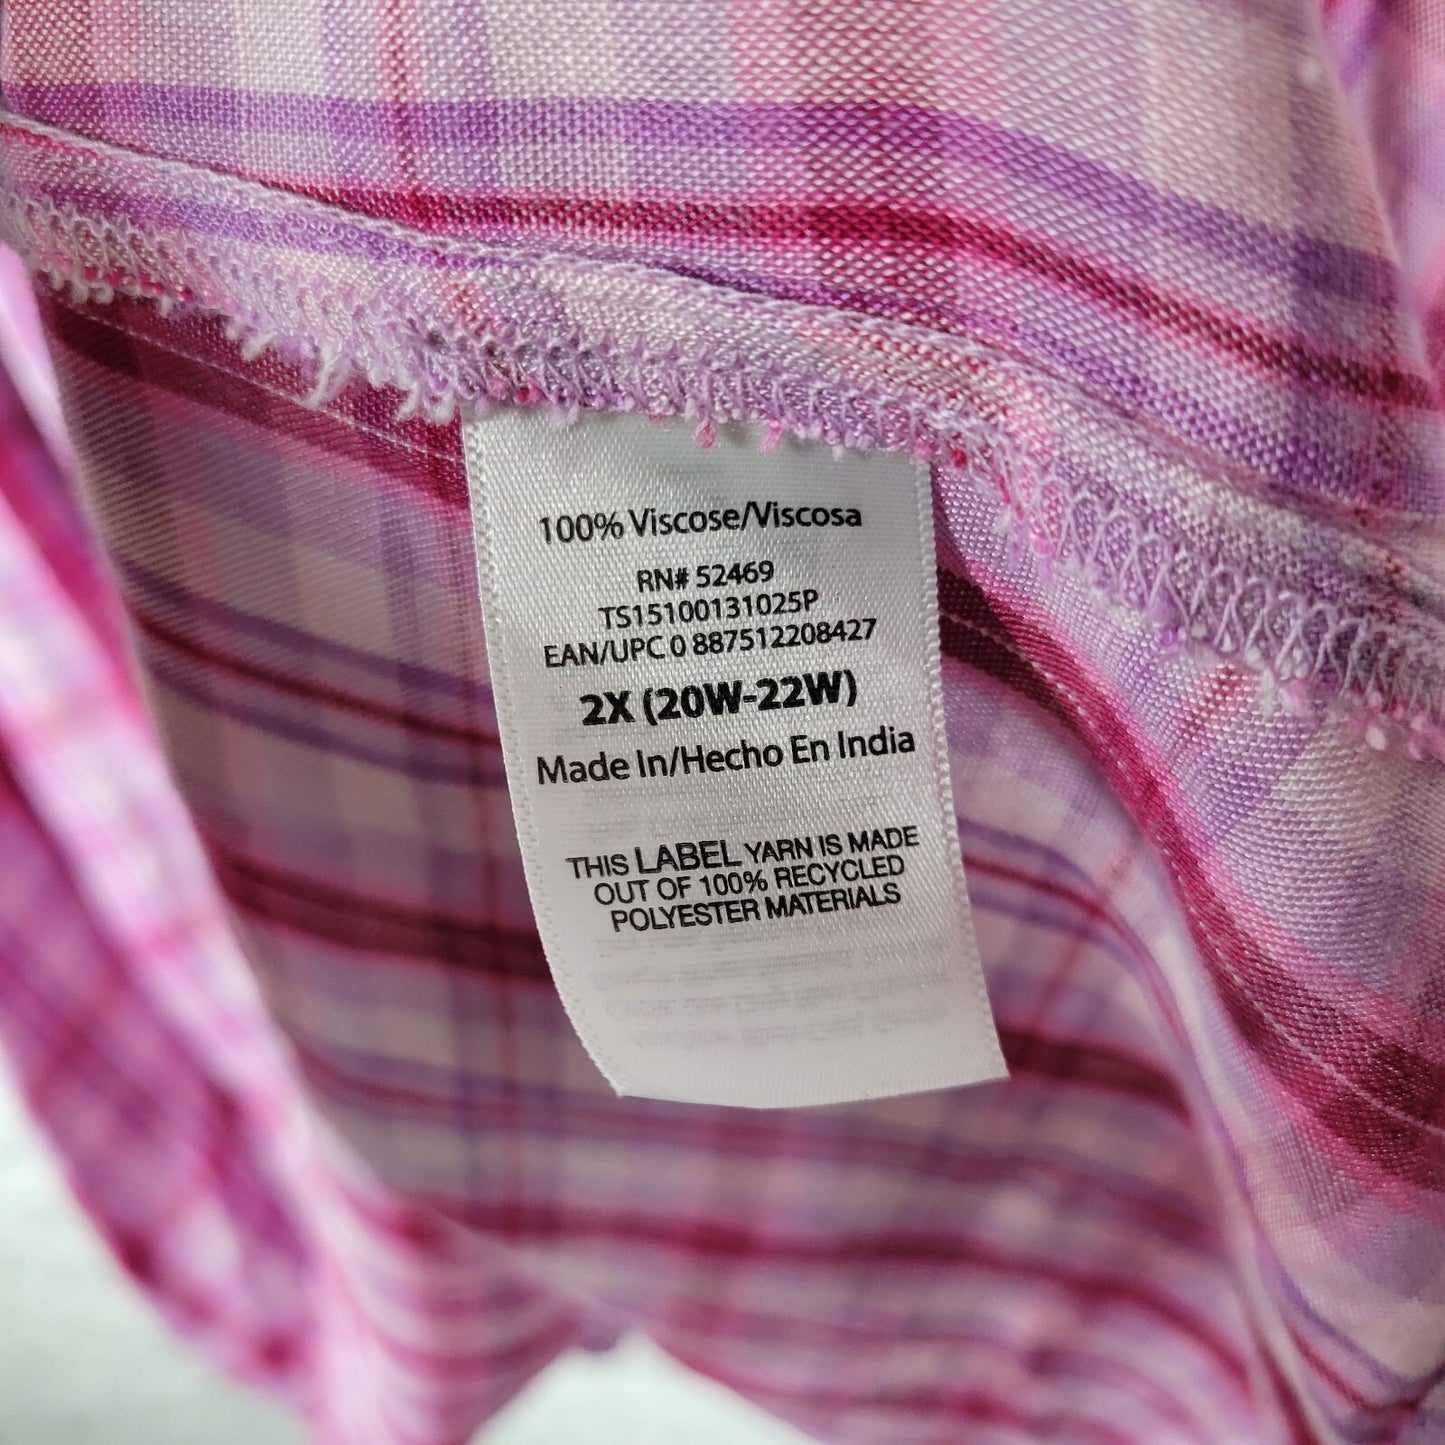 100% Viscose/Viscosa
RN# 52469
TS15100131025P
EAN/UPC 0 887512208427
2X (20W-22W)
Made In/Hecho En India
THIS LABEL YARN IS MADE
OUT OF 100% RECYCLED
POLYESTER MATERIALS